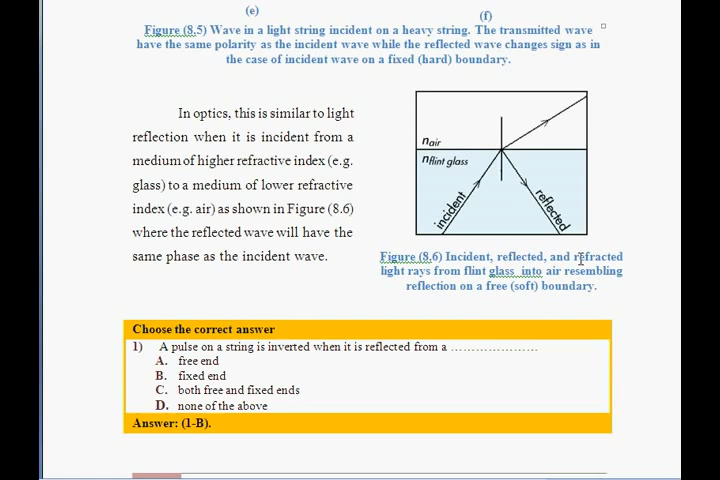 (e)
(f)
Figure (8.5) Wave in a light string incident on a heavy string. The transmitted wave
have the same polarity as the incident wave while the reflected wave changes sign as in
the case of incident wave on a fixed (hard) boundary.
In optics, this is similar to light
reflection when it is incident from a
medium of higher refractive index (e.g.
glass) to a medium of lower refractive
index (e.g. air) as shown in Figure (8.6)
where the reflected wave will have the
same phase as the incident wave.
nair
nflint glass
incident
reflected
Figure (8.6) Incident, reflected, and refracted
light rays from flint glass into air resembling
reflection on a free (soft) boundary.
Choose the correct answer
1) A pulse on a string is inverted when it is reflected from a ........................
A. free end
B. fixed end
C. both free and fixed ends
D. none of the above
Answer: (1-B).